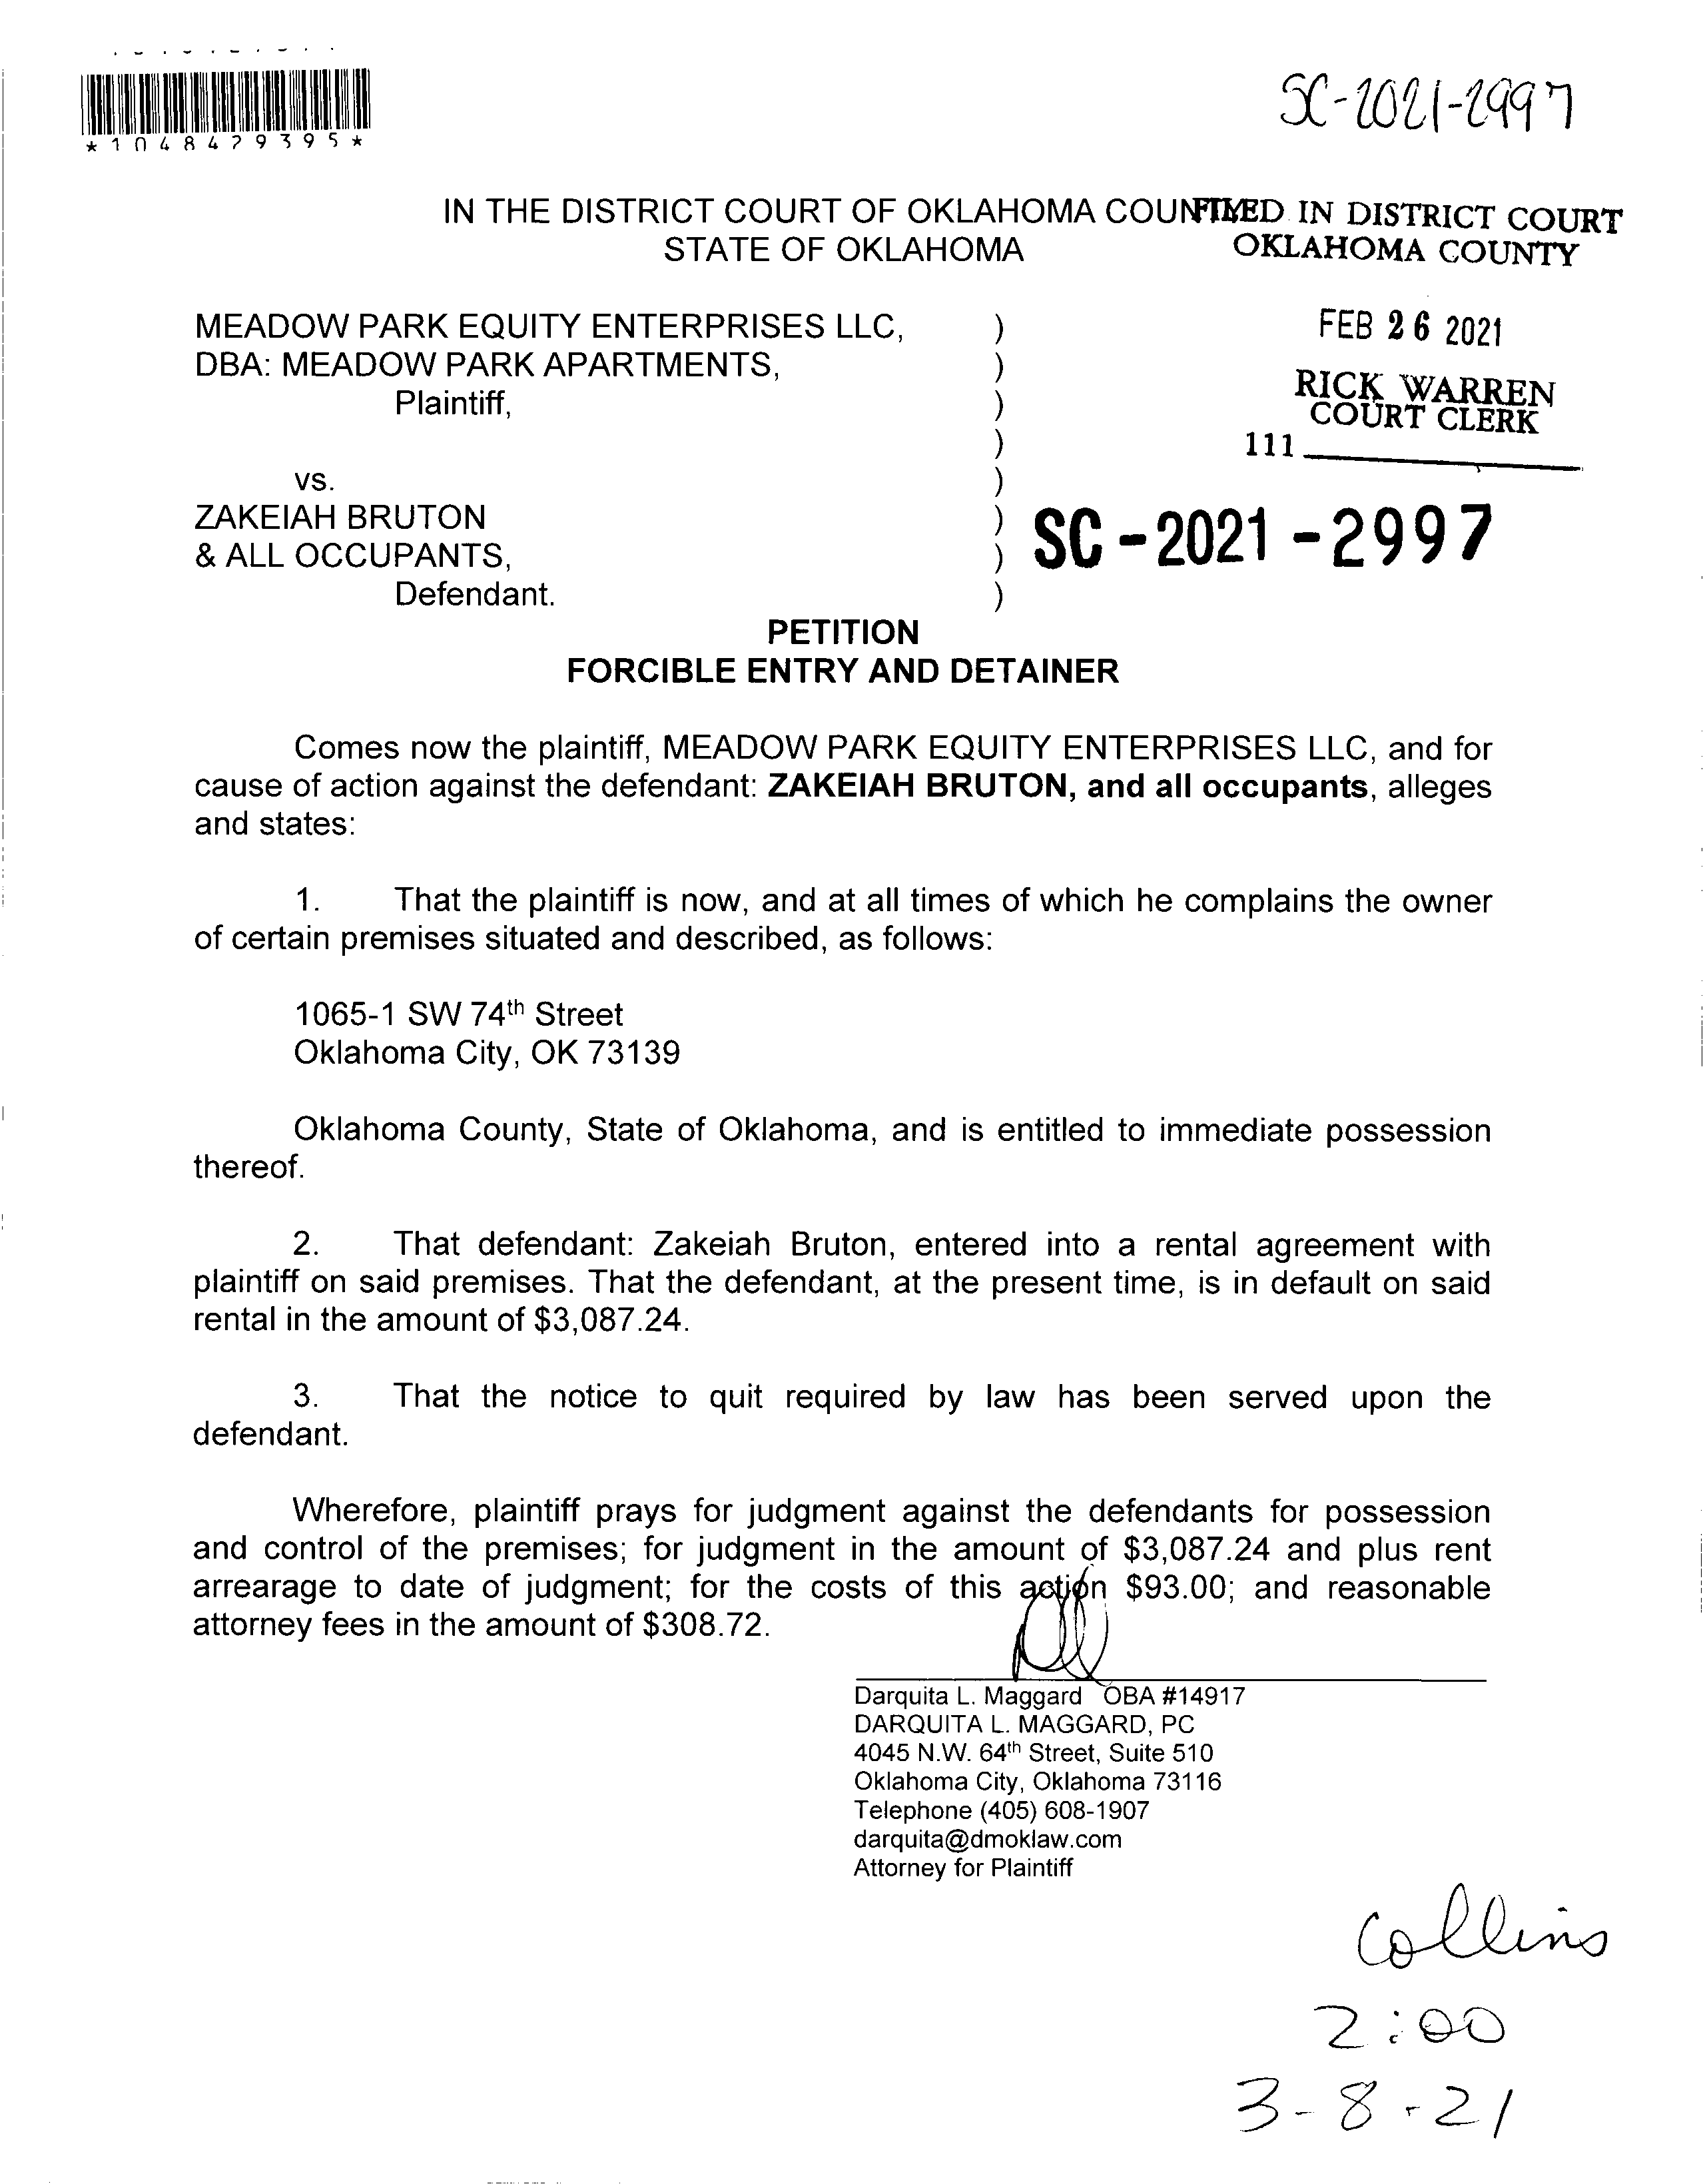 SC-2021-2997
*1048479395*
IN THE DISTRICT COURT OF OKLAHOMA COUNTY
STATE OF OKLAHOMA
FILED IN DISTRICT COURT
OKLAHOMA COUNTY
FEB 26 2021
RICK WARREN
COURT CLERK
111
MEADOW PARK EQUITY ENTERPRISES LLC, )
DBA: MEADOW PARK APARTMENTS, )
Plaintiff, )
)
vs. )
ZAKEIAH BRUTON )
& ALL OCCUPANTS, )
Defendant. )
SC-2021-2997
PETITION
FORCIBLE ENTRY AND DETAINER
Comes now the plaintiff, MEADOW PARK EQUITY ENTERPRISES LLC, and for
cause of action against the defendant: ZAKEIAH BRUTON, and all occupants, alleges
and states:
1. That the plaintiff is now, and at all times of which he complains the owner
of certain premises situated and described, as follows:
1065-1 SW 74th Street
Oklahoma City, OK 73139
Oklahoma County, State of Oklahoma, and is entitled to immediate possession
thereof.
2. That defendant: Zakeiah Bruton, entered into a rental agreement with
plaintiff on said premises. That the defendant, at the present time, is in default on said
rental in the amount of $3,087.24.
3. That the notice to quit required by law has been served upon the
defendant.
Wherefore, plaintiff prays for judgment against the defendants for possession
and control of the premises; for judgment in the amount of $3,087.24 and plus rent
arrearage to date of judgment; for the costs of this action $93.00; and reasonable
attorney fees in the amount of $308.72.
Darquita L. Maggard OBA #14917
DARQUITA L. MAGGARD, PC
4045 N.W. 64th Street, Suite 510
Oklahoma City, Oklahoma 73116
Telephone (405) 608-1907
darquita@dmoklaw.com
Attorney for Plaintiff
Collins
2:00
3-8-21